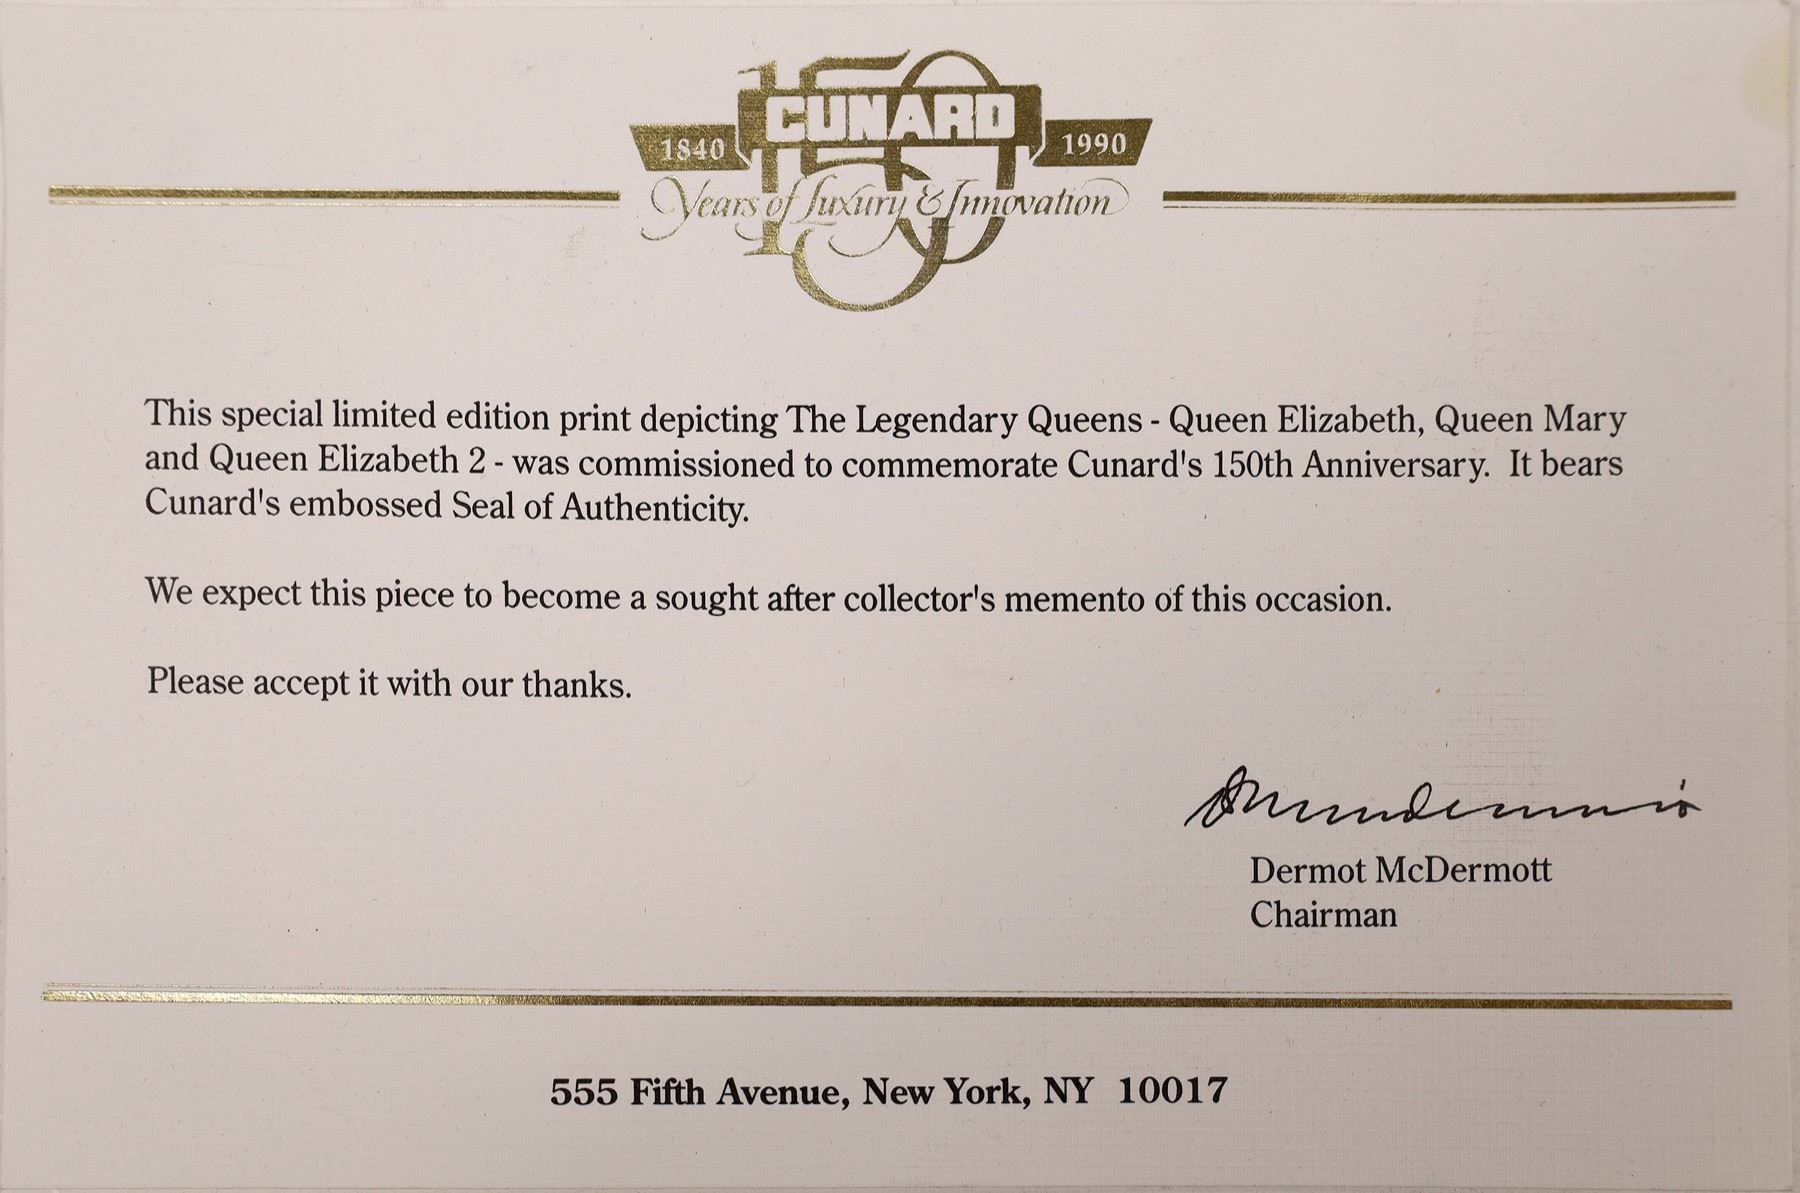 150
CUNARD
1840 1990
Years of Luxury & Innovation
This special limited edition print depicting The Legendary Queens - Queen Elizabeth, Queen Mary
and Queen Elizabeth 2 - was commissioned to commemorate Cunard's 150th Anniversary. It bears
Cunard's embossed Seal of Authenticity.
We expect this piece to become a sought after collector's memento of this occasion.
Please accept it with our thanks.
Dermot McDermott
Chairman
555 Fifth Avenue, New York, NY 10017